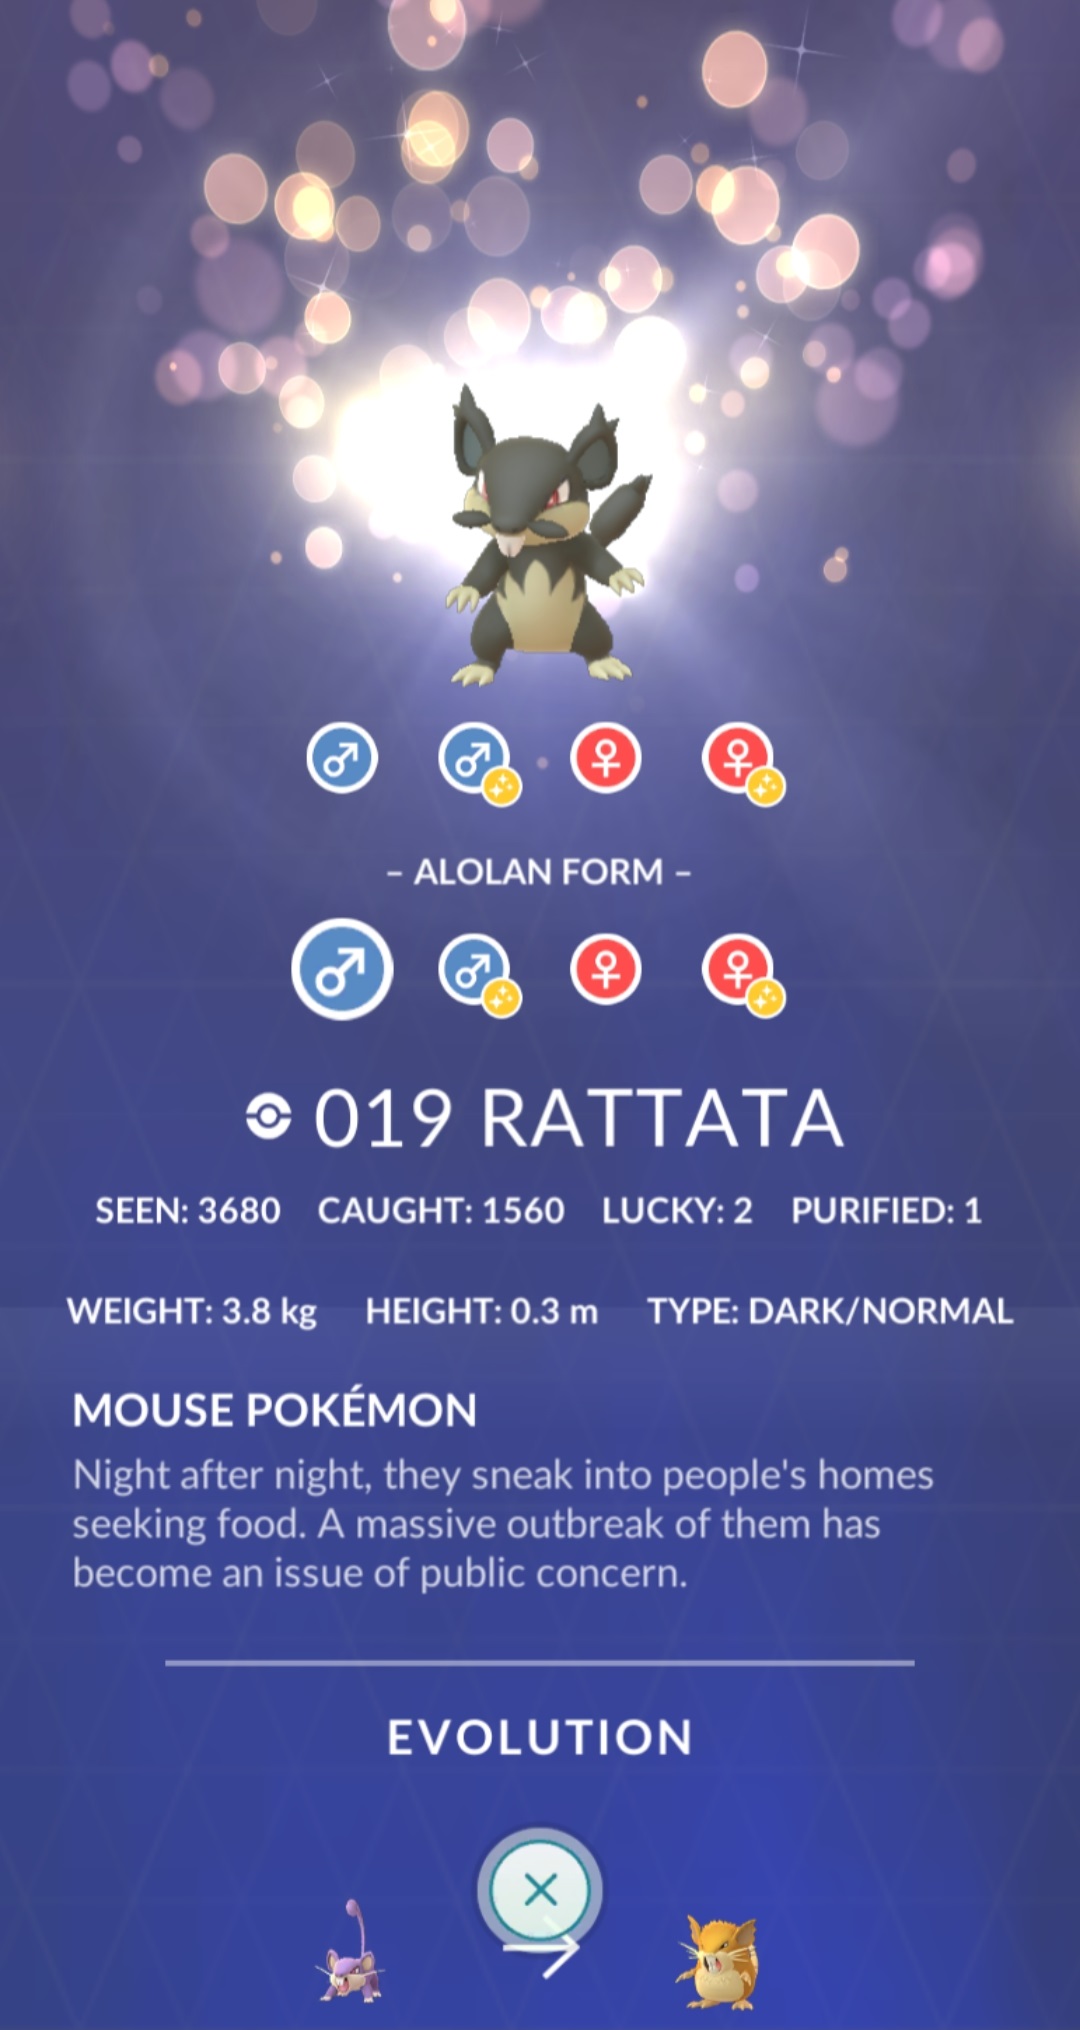 – ALOLAN FORM –
019 RATTATA
SEEN: 3680 CAUGHT: 1560 LUCKY: 2 PURIFIED: 1
WEIGHT: 3.8 kg HEIGHT: 0.3 m TYPE: DARK/NORMAL
MOUSE POKÉMON
Night after night, they sneak into people's homes
seeking food. A massive outbreak of them has
become an issue of public concern.
EVOLUTION